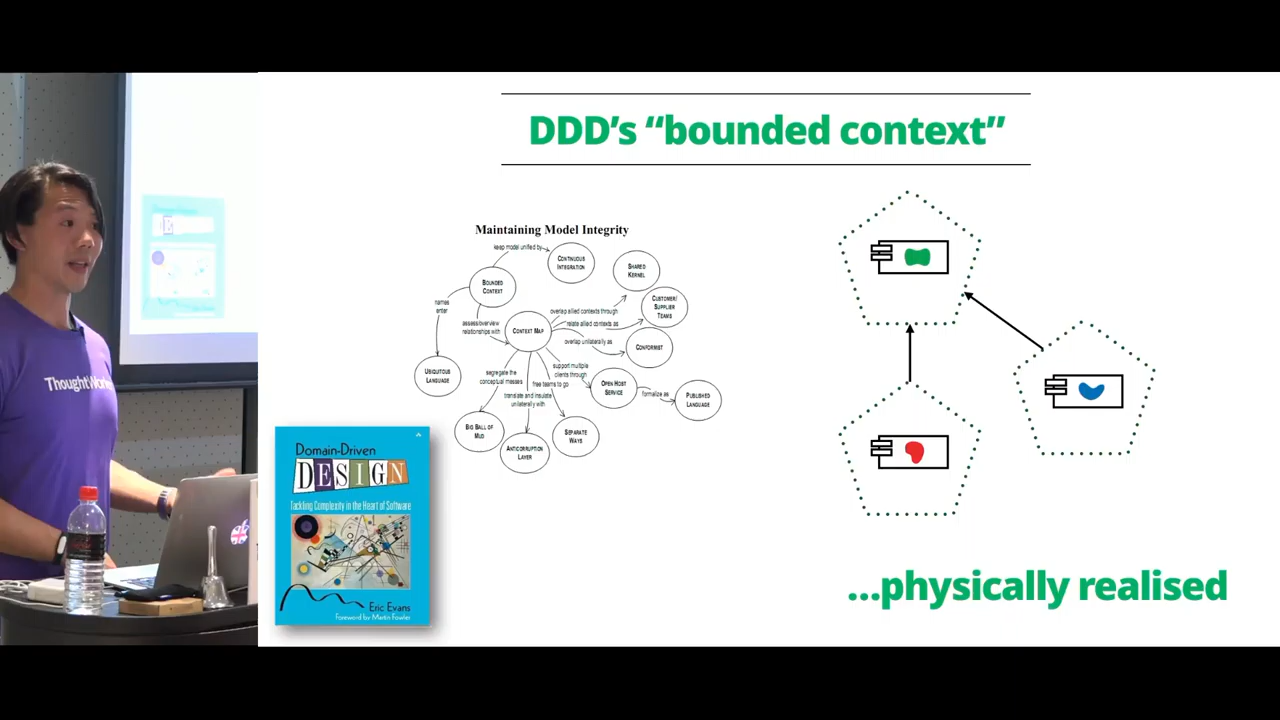 DDD’s “bounded context”
Maintaining Model Integrity
keep model unified by
CONTINUOUS
INTEGRATION
SHARED
KERNEL
BOUNDED
CONTEXT
names
enter
CUSTOMER/
SUPPLIER
TEAMS
overlap allied contexts through
relate allied contexts as
assess/overview
relationships with
CONTEXT MAP
overlap unilaterally as
CONFORMIST
UBIQUITOUS
LANGUAGE
segregate the
conceptual messes
free teams to go
support multiple
clients through
translate and insulate
unilaterally with
OPEN HOST
SERVICE
formalize as
PUBLISHED
LANGUAGE
BIG BALL OF
MUD
ANTICORRUPTION
LAYER
SEPARATE
WAYS
Domain-Driven
DESIGN
Tackling Complexity in the Heart of Software
Eric Evans
Foreword by Martin Fowler
...physically realised
ThoughtWorks